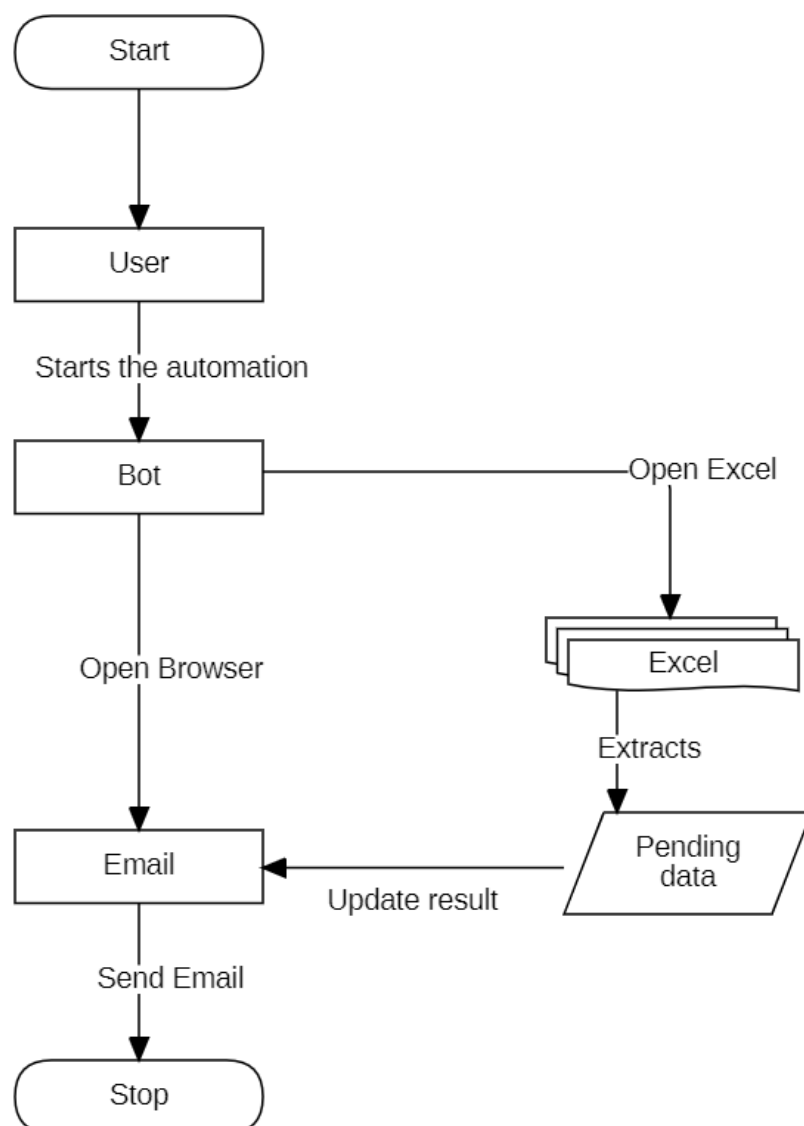 Start
User
Starts the automation
Bot
Open Excel
Open Browser
Excel
Extracts
Pending
data
Email
Update result
Send Email
Stop